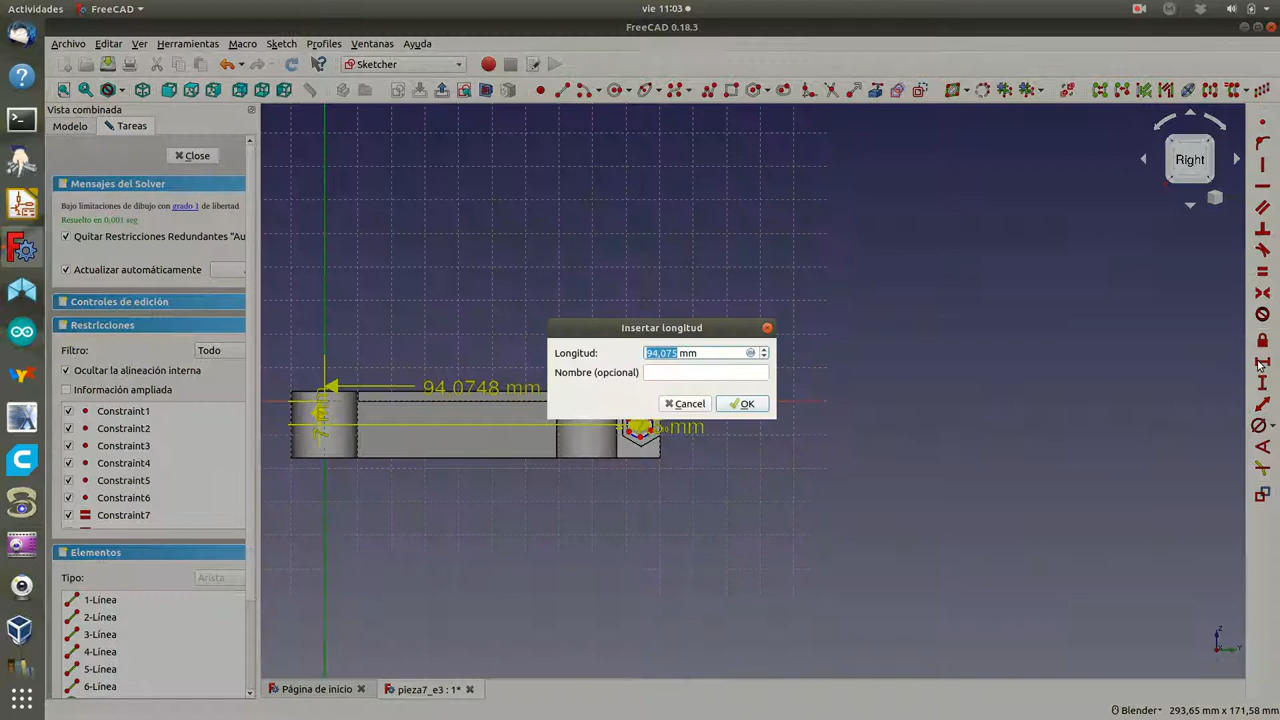 Actividades
FreeCAD
vie 11:03
FreeCAD 0.18.3
Archivo Editar Ver Herramientas Macro Sketch Profiles Ventanas Ayuda
Sketcher
Vista combinada
Modelo Tareas
Close
Mensajes del Solver
Bajo limitaciones de dibujo con grado 1 de libertad
Resuelto en 0,001 seg
Quitar Restricciones Redundantes "Au
Actualizar automáticamente
Controles de edición
Restricciones
Filtro: Todo
Ocultar la alineación interna
Información ampliada
Constraint1
Constraint2
Constraint3
Constraint4
Constraint5
Constraint6
Constraint7
Elementos
Tipo: Arista
1-Línea
2-Línea
3-Línea
4-Línea
5-Línea
6-Línea
94.0748 mm
mm
Insertar longitud
Longitud: 94,075 mm
Nombre (opcional)
Cancel OK
Right
Z
Y
Página de inicio
pieza7_e3 : 1*
Blender 293,65 mm x 171,58 mm